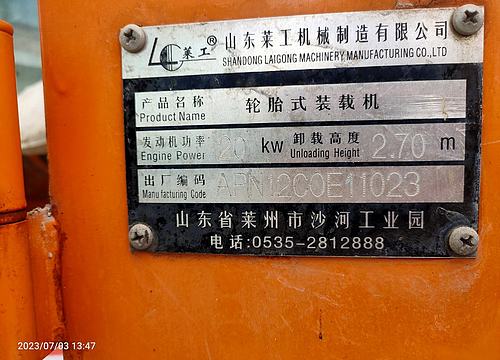 莱工® 山东莱工机械制造有限公司
SHANDONG LAIGONG MACHINERY MANUFACTURING CO.,LTD
产品名称 轮胎式装载机
Product Name
发动机功率 20 kw 卸载高度 2.70 m
Engine Power Unloading Height
出厂编码 APN12C0E11023
Manufacturing Code
山东省莱州市沙河工业园
电话:0535-2812888
2023/07/03 13:47